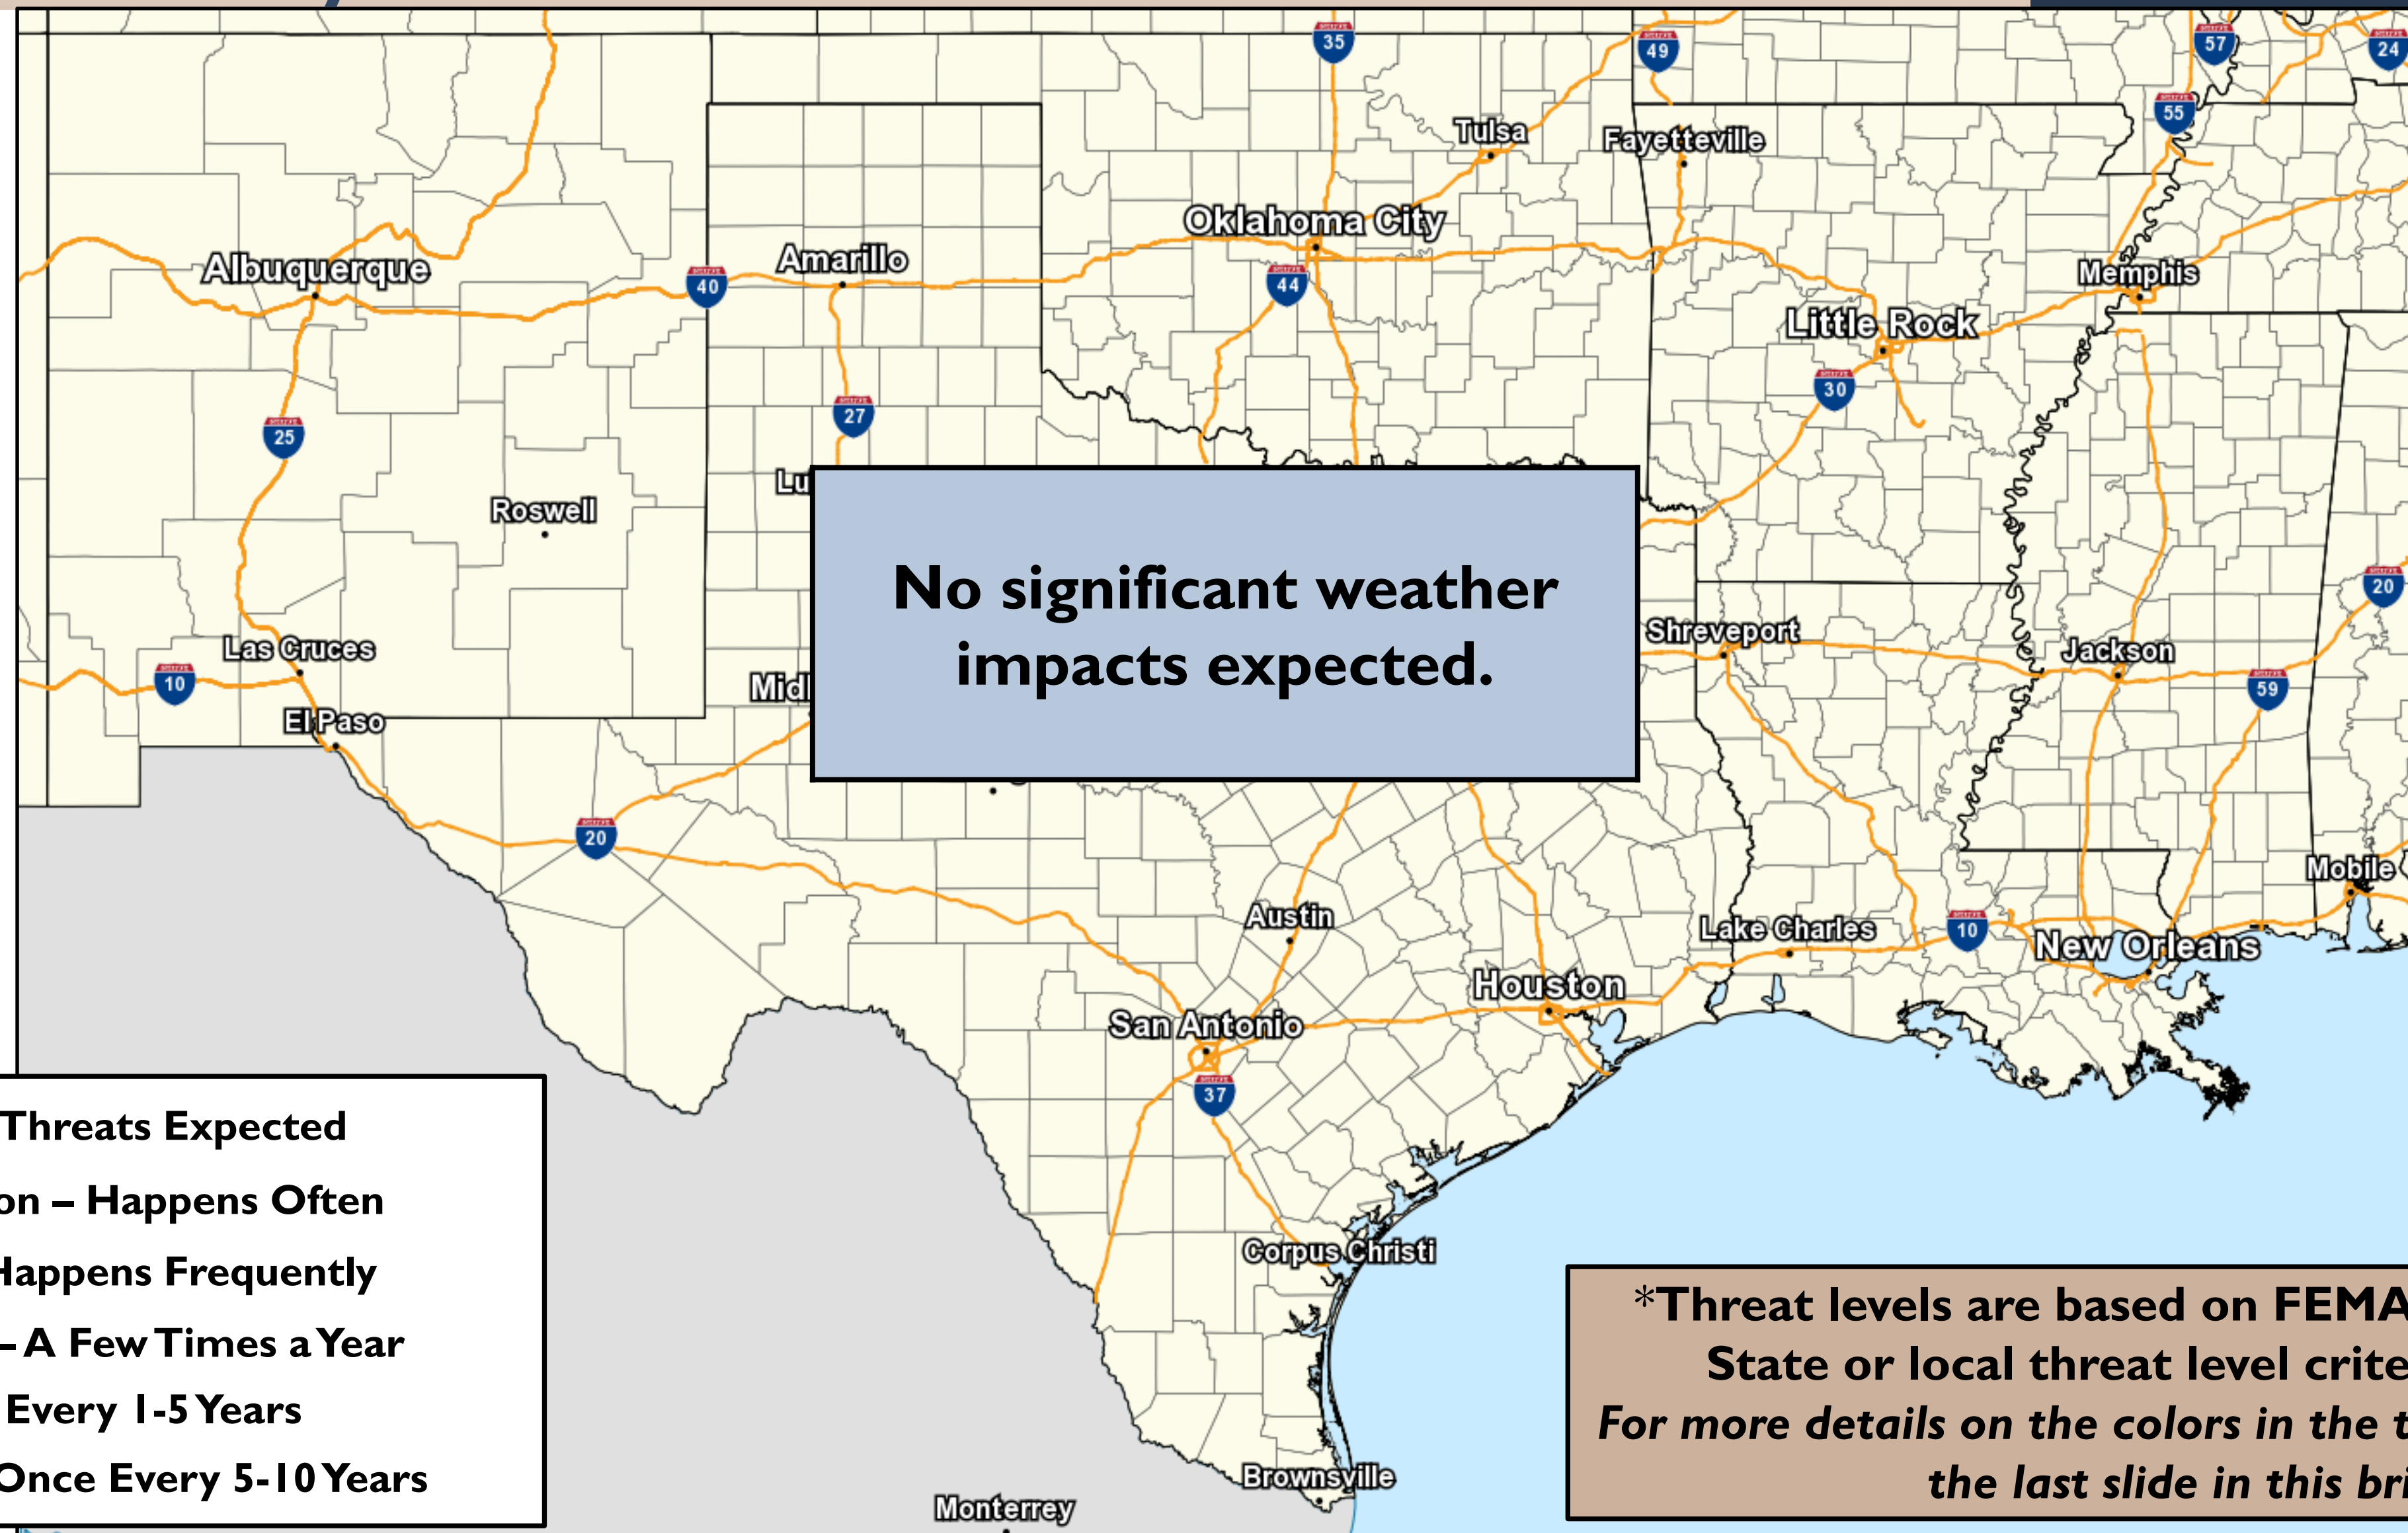 35
49
57
24
55
Tulsa
Fayetteville
Oklahoma City
Albuquerque
Amarillo
40
44
Memphis
Little Rock
30
27
25
Roswell
No significant weather
impacts expected.
20
Las Cruces
Shreveport
Jackson
10
59
El Paso
20
Mobile
Austin
Lake Charles
10
New Orleans
Houston
San Antonio
37
Threats Expected
on – Happens Often
Happens Frequently
– A Few Times a Year
Every 1-5 Years
Once Every 5-10 Years
Corpus Christi
*Threat levels are based on FEMA
State or local threat level crite
For more details on the colors in the t
the last slide in this bri
Brownsville
Monterrey